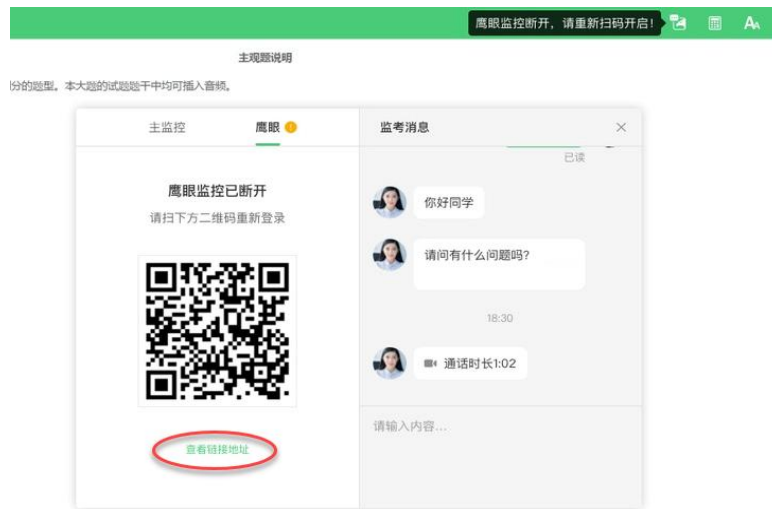 鹰眼监控断开，请重新扫码开启！
主观题说明
分的题型。本大题的试题题干中均可插入音频。
主监控
鹰眼
鹰眼监控已断开
请扫下方二维码重新登录
查看链接地址
监考消息
已读
你好同学
请问有什么问题吗?
18:30
通话时长1:02
请输入内容...